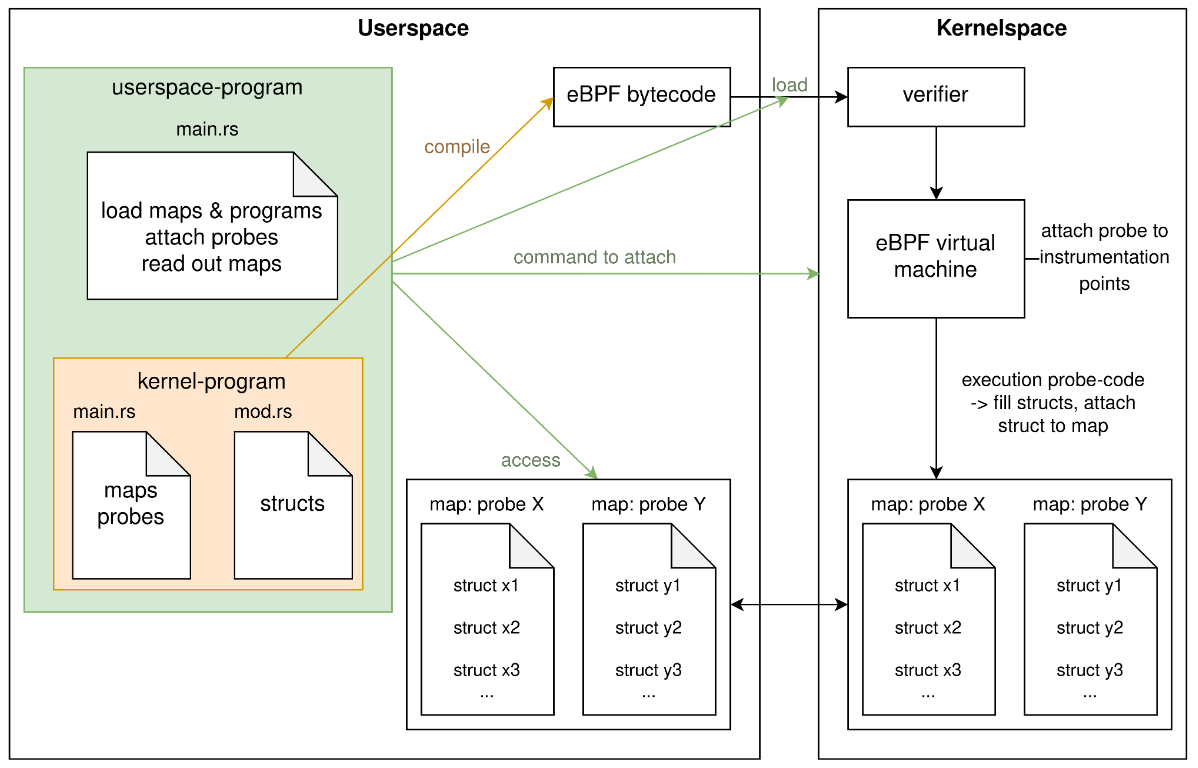 Userspace
Kernelspace
userspace-program
main.rs
load maps & programs
attach probes
read out maps
kernel-program
main.rs
mod.rs
maps
probes
structs
compile
eBPF bytecode
load
verifier
command to attach
eBPF virtual
machine
attach probe to
instrumentation
points
execution probe-code
-> fill structs, attach
struct to map
access
map: probe X
map: probe Y
struct x1
struct x2
struct x3
...
struct y1
struct y2
struct y3
...
map: probe X
map: probe Y
struct x1
struct x2
struct x3
...
struct y1
struct y2
struct y3
...